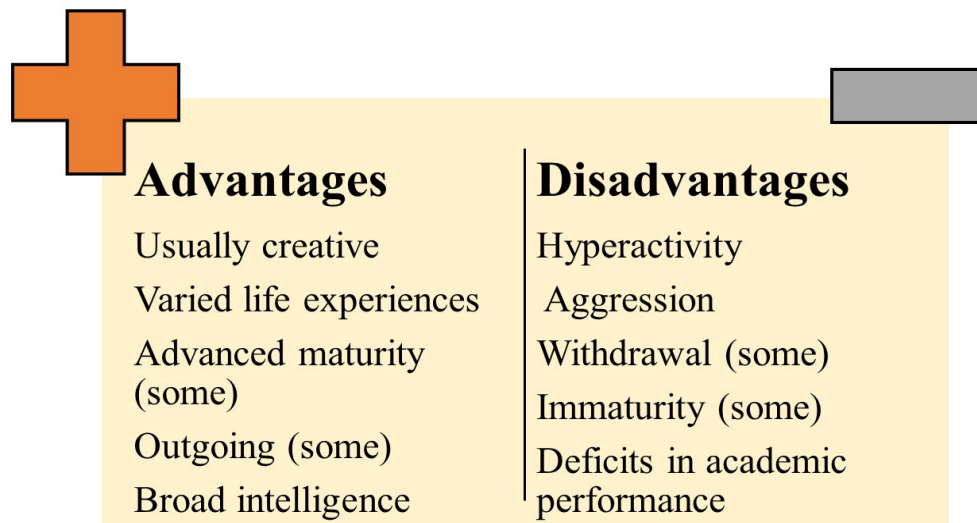 Advantages
Usually creative
Varied life experiences
Advanced maturity
(some)
Outgoing (some)
Broad intelligence
Disadvantages
Hyperactivity
Aggression
Withdrawal (some)
Immaturity (some)
Deficits in academic
performance